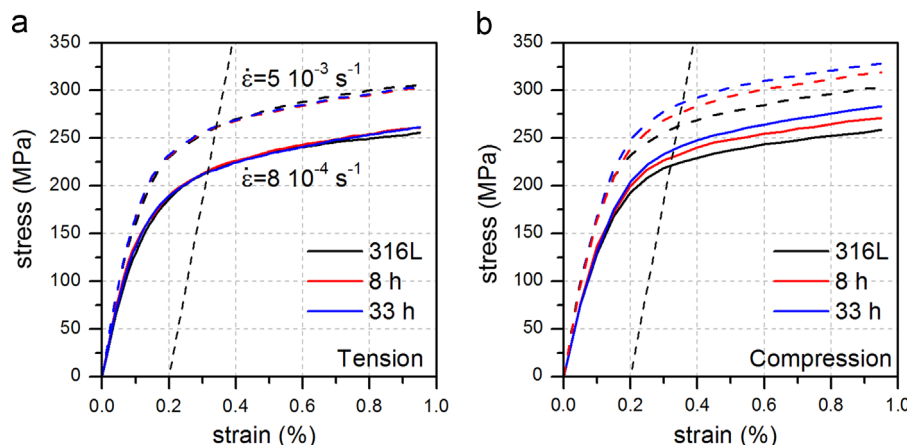 a
350
300
250
200
150
100
50
0
stress (MPa)
ε̇=5 10⁻³ s⁻¹
ε̇=8 10⁻⁴ s⁻¹
316L
8 h
33 h
Tension
0.0 0.2 0.4 0.6 0.8 1.0
strain (%)
b
350
300
250
200
150
100
50
0
stress (MPa)
316L
8 h
33 h
Compression
0.0 0.2 0.4 0.6 0.8 1.0
strain (%)